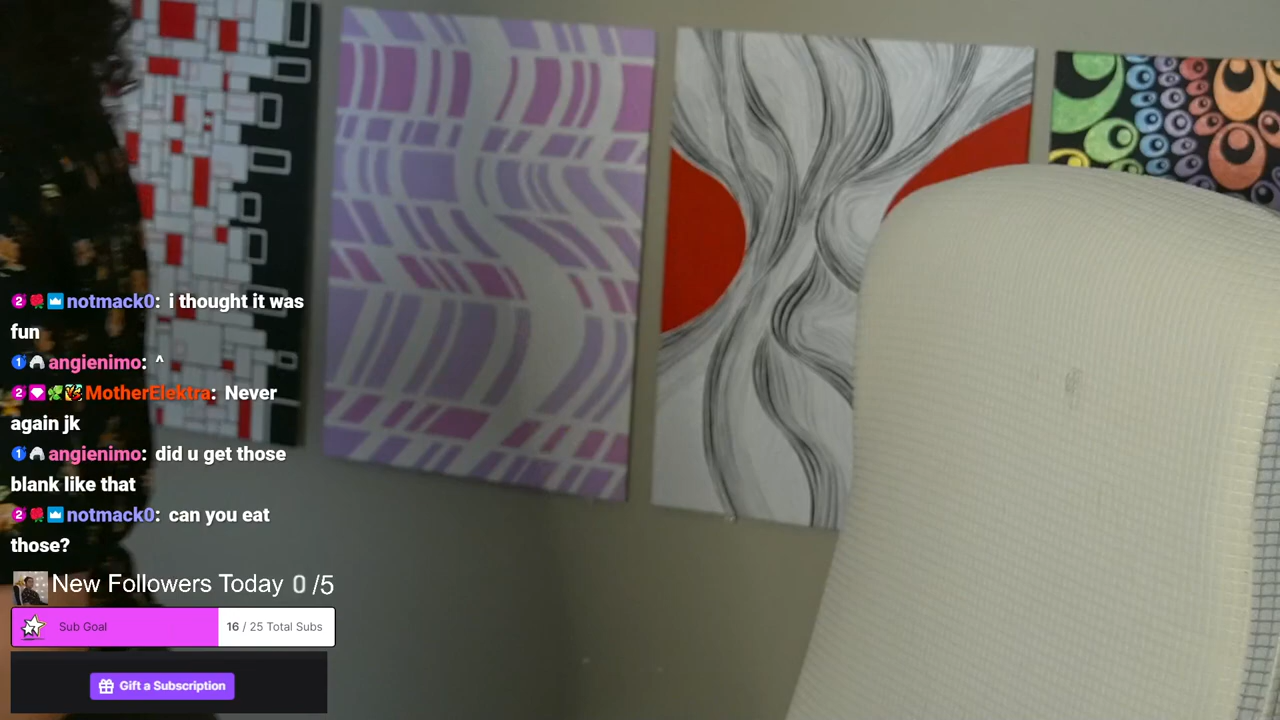 notmack0: i thought it was
fun
angienimo: ^
MotherElektra: Never
again jk
angienimo: did u get those
blank like that
notmack0: can you eat
those?
New Followers Today 0 /5
Sub Goal 16 / 25 Total Subs
Gift a Subscription